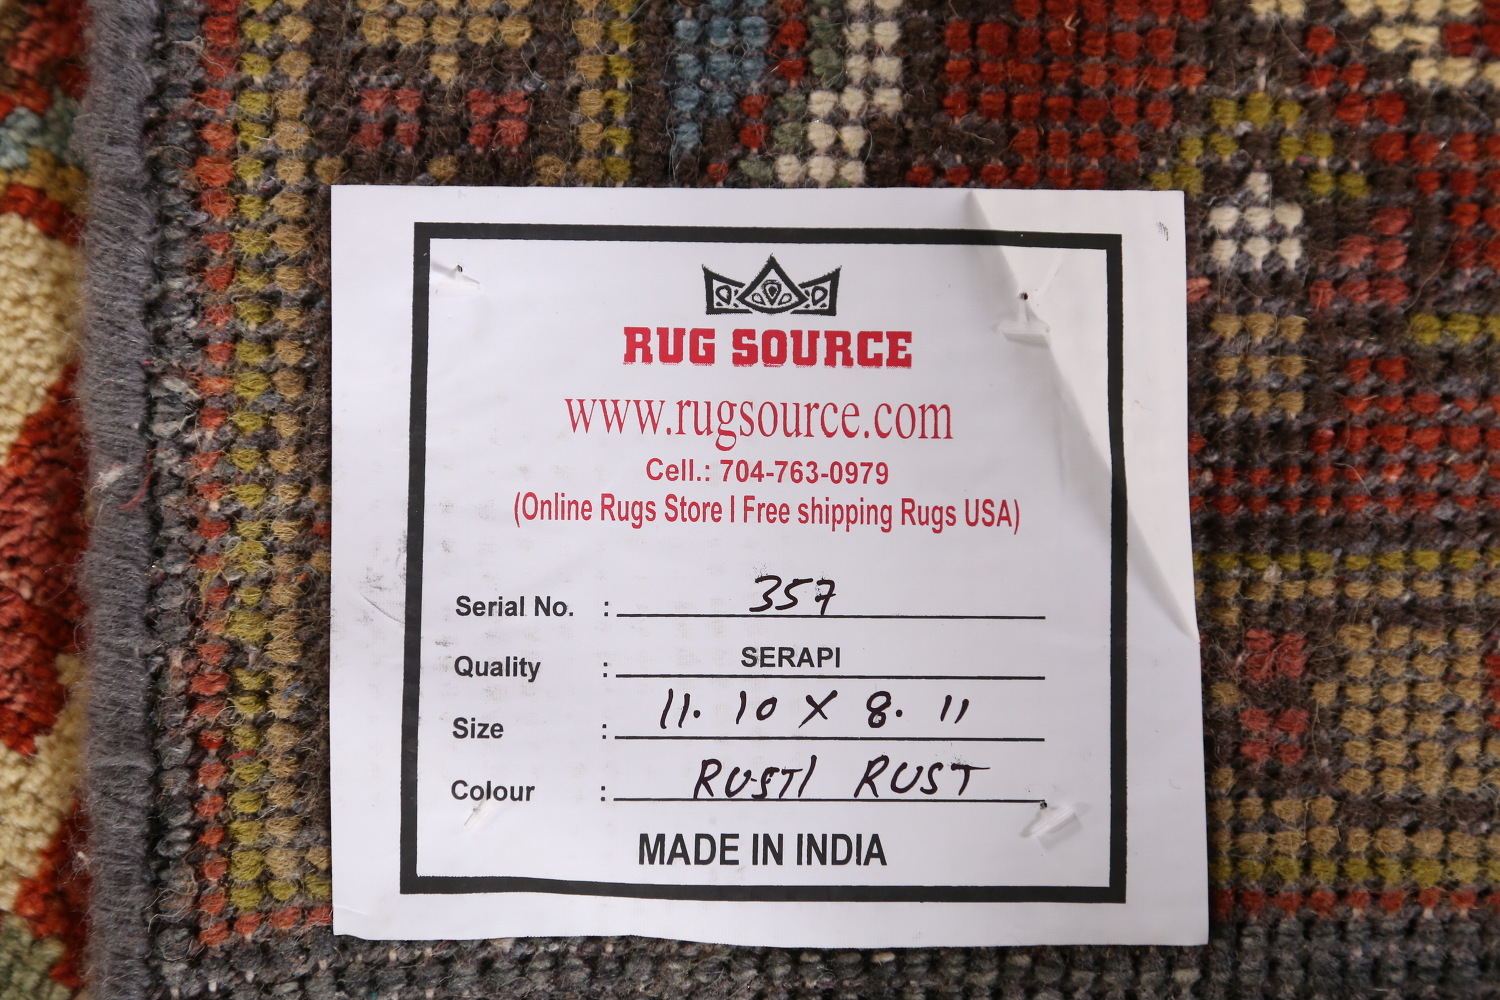 RUG SOURCE
www.rugsource.com
Cell.: 704-763-0979
(Online Rugs Store l Free shipping Rugs USA)
Serial No. : 357
Quality : SERAPI
Size : 11. 10 X 8. 11
Colour : RUST/ RUST
MADE IN INDIA